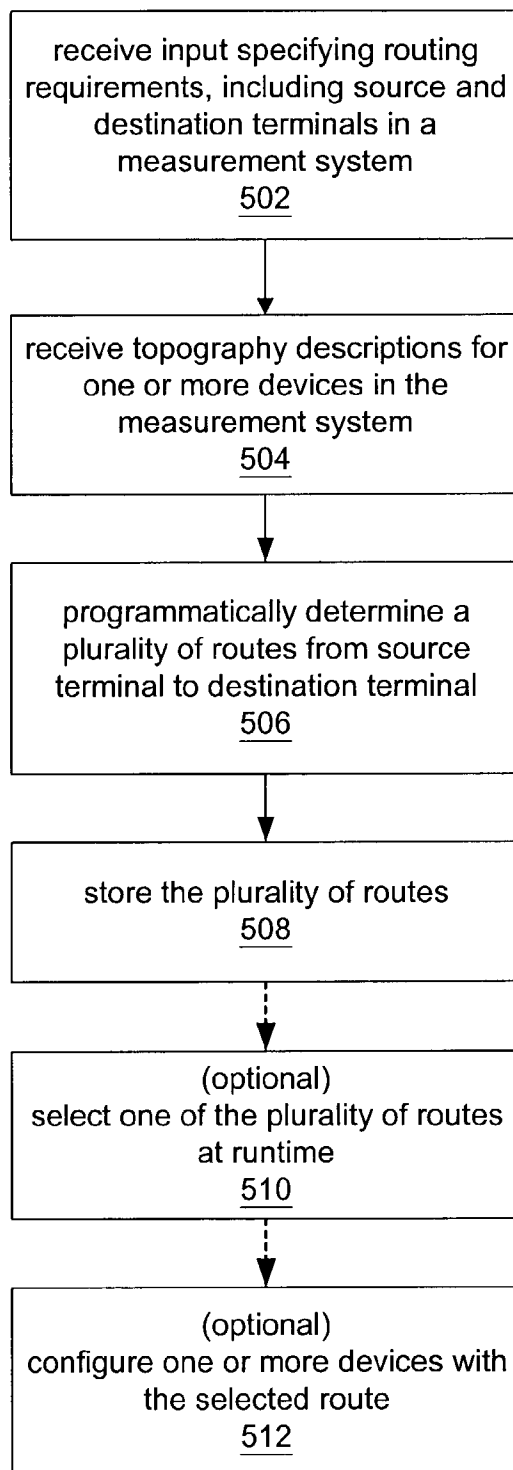 receive input specifying routing
requirements, including source and
destination terminals in a
measurement system
502
receive topography descriptions for
one or more devices in the
measurement system
504
programmatically determine a
plurality of routes from source
terminal to destination terminal
506
store the plurality of routes
508
(optional)
select one of the plurality of routes
at runtime
510
(optional)
configure one or more devices with
the selected route
512